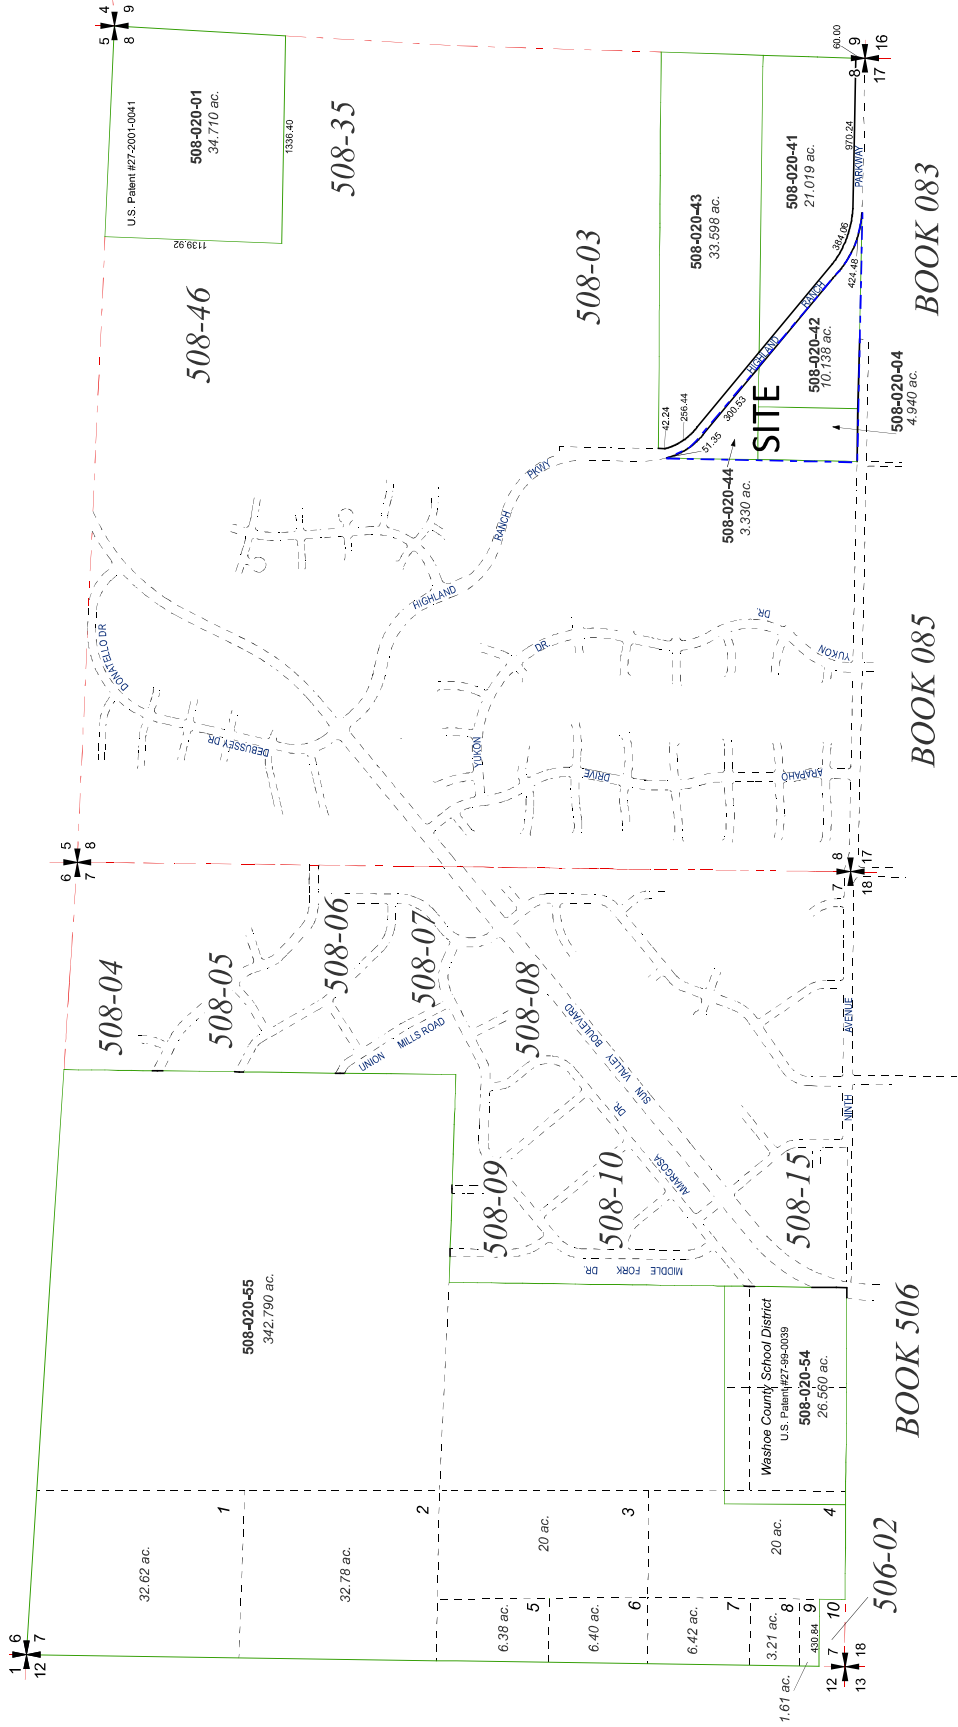 1 6
12 7
32.62 ac.
1
32.78 ac.
2
20 ac.
3
20 ac.
4
6.38 ac.
5
6.40 ac.
6
6.42 ac.
7
3.21 ac.
8
9
430.84
10
1.61 ac.
12 7
13 18
506-02
BOOK 506
508-020-55
342.790 ac.
Washoe County School District
U.S. Patent #27-99-0039
508-020-54
26.560 ac.
508-04
508-05
508-06
508-07
508-08
508-09
508-10
508-15
UNION MILLS ROAD
SUN VALLEY BOULEVARD
AMARGOSA DR.
MIDDLE FORK DR.
NINTH AVENUE
6 5
7 8
7 8
18 17
DONATELLO DR
DEBUSSEY DR.
HIGHLAND RANCH PKWY
YUKON DR.
DR.
YUKON
DRIVE
ARAPAHO
BOOK 085
508-46
508-03
508-35
5 4
8 9
U.S. Patent #27-2001-0041
508-020-01
34.710 ac.
1139.92
1336.40
508-020-43
33.598 ac.
508-020-41
21.019 ac.
60.00
8 9
17 16
970.24
HIGHLAND RANCH PARKWAY
384.06
424.48
42.24
256.44
51.35
300.53
SITE
508-020-42
10.138 ac.
508-020-44
3.330 ac.
508-020-04
4.940 ac.
BOOK 083